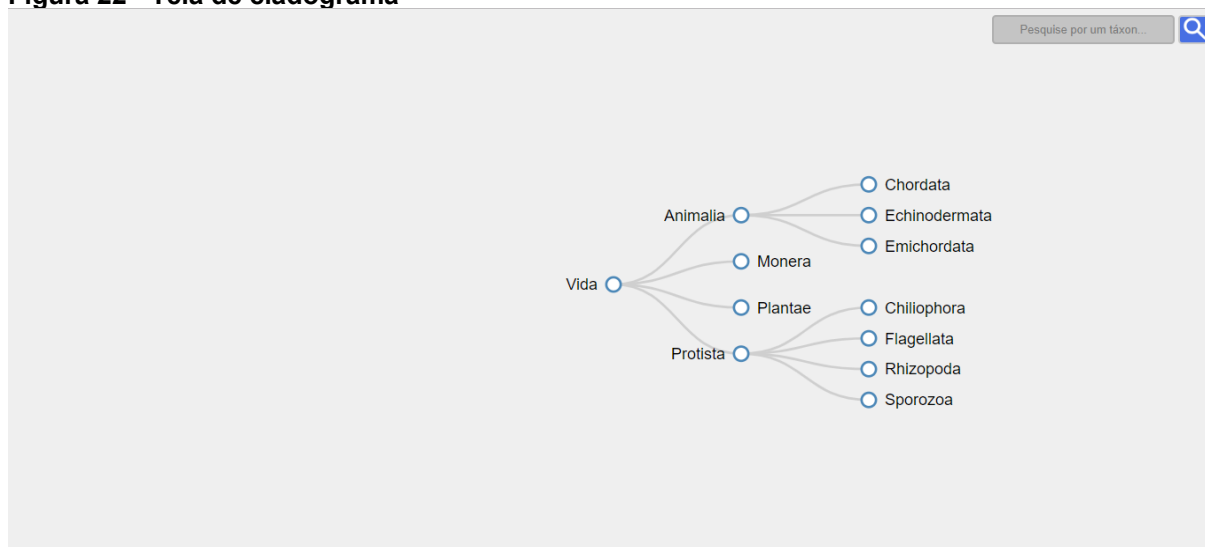 Figura 22 - Tela do cladograma
Pesquise por um táxon...
Chordata
Animalia
Echinodermata
Emichordata
Monera
Vida
Plantae
Chiliophora
Flagellata
Protista
Rhizopoda
Sporozoa